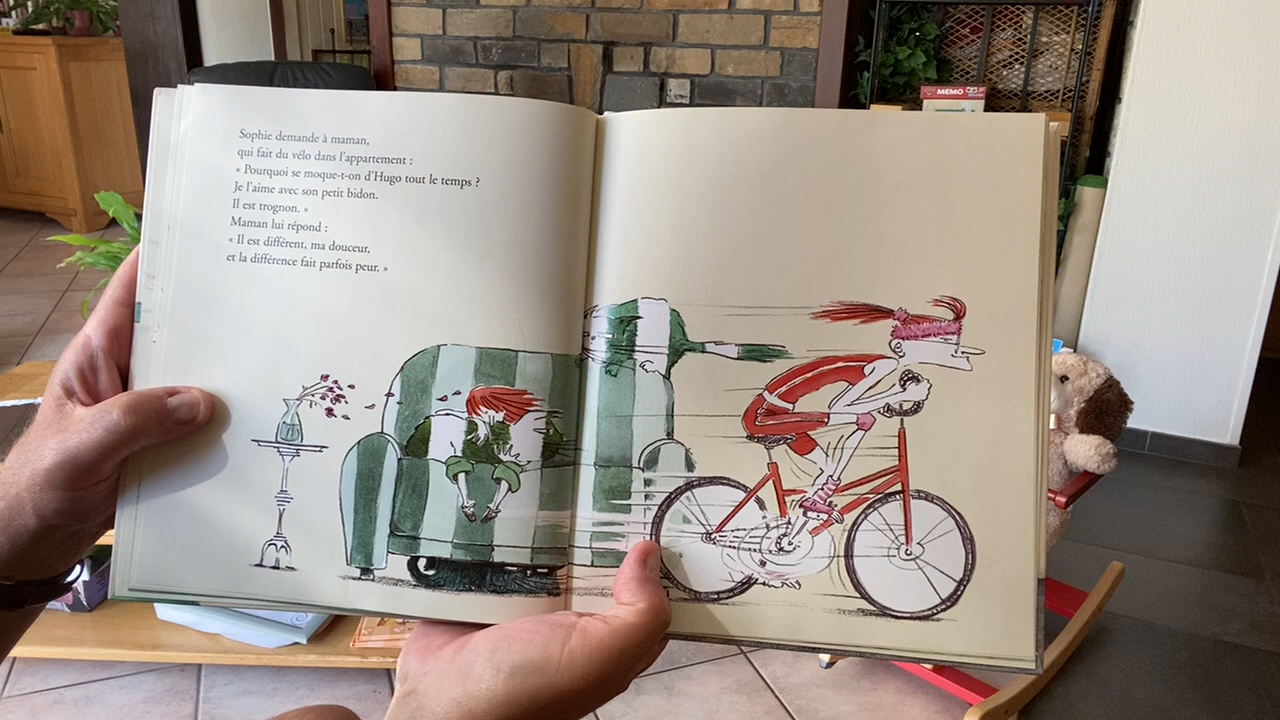 Sophie demande à maman,
qui fait du vélo dans l'appartement :
« Pourquoi se moque-t-on d'Hugo tout le temps ?
Je l'aime avec son petit bidon.
Il est trognon. »
Maman lui répond :
« Il est différent, ma douceur,
et la différence fait parfois peur. »
MEMO